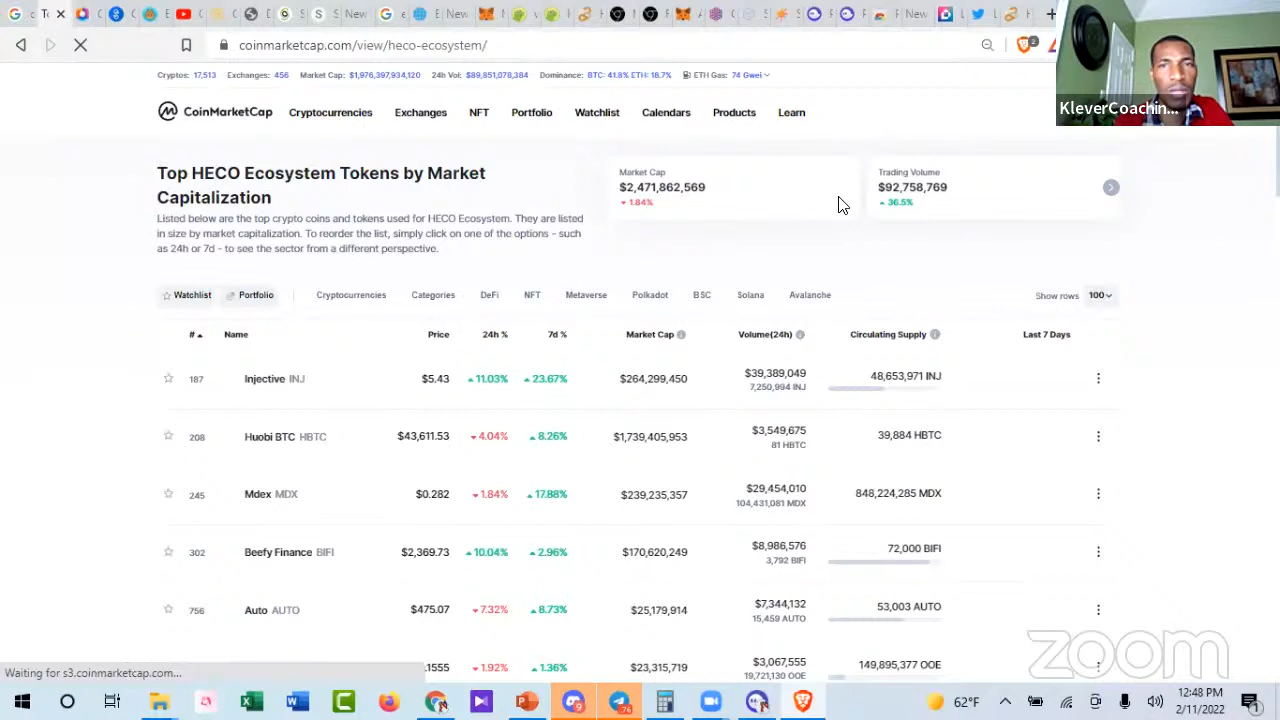 coinmarketcap.com/view/heco-ecosystem/
2
Cryptos: 17,513 Exchanges: 456 Market Cap: $1,976,397,934,120 24h Vol: $89,851,078,384 Dominance: BTC: 41.8% ETH: 18.7% ETH Gas: 74 Gwei
KleverCoachin...
CoinMarketCap Cryptocurrencies Exchanges NFT Portfolio Watchlist Calendars Products Learn
Top HECO Ecosystem Tokens by Market
Capitalization
Listed below are the top crypto coins and tokens used for HECO Ecosystem. They are listed
in size by market capitalization. To reorder the list, simply click on one of the options - such
as 24h or 7d - to see the sector from a different perspective.
Market Cap
$2,471,862,569
1.84%
Trading Volume
$92,758,769
36.5%
Watchlist Portfolio Cryptocurrencies Categories DeFi NFT Metaverse Polkadot BSC Solana Avalanche Show rows 100
# Name Price 24h % 7d % Market Cap Volume(24h) Circulating Supply Last 7 Days
187 Injective INJ $5.43 11.03% 23.67% $264,299,450 $39,389,049 48,653,971 INJ
7,250,994 INJ
208 Huobi BTC HBTC $43,611.53 4.04% 8.26% $1,739,405,953 $3,549,675 39,884 HBTC
81 HBTC
245 Mdex MDX $0.282 1.84% 17.88% $239,235,357 $29,454,010 848,224,285 MDX
104,431,081 MDX
302 Beefy Finance BIFI $2,369.73 10.04% 2.96% $170,620,249 $8,986,576 72,000 BIFI
3,792 BIFI
756 Auto AUTO $475.07 7.32% 8.73% $25,179,914 $7,344,132 53,003 AUTO
15,459 AUTO
.1555 1.92% 1.36% $23,315,719 $3,067,555 149,895,377 OOE
19,721,130 OOE
zoom
Waiting for s3.coinmarketcap.com...
9
76
62°F
12:48 PM
2/11/2022
1